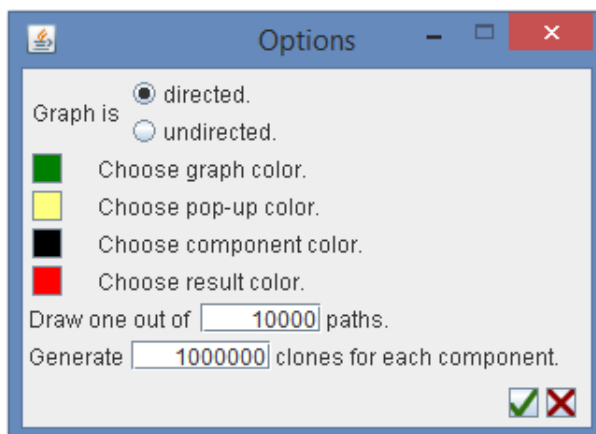 Options
Graph is
directed.
undirected.
Choose graph color.
Choose pop-up color.
Choose component color.
Choose result color.
Draw one out of 10000 paths.
Generate 1000000 clones for each component.